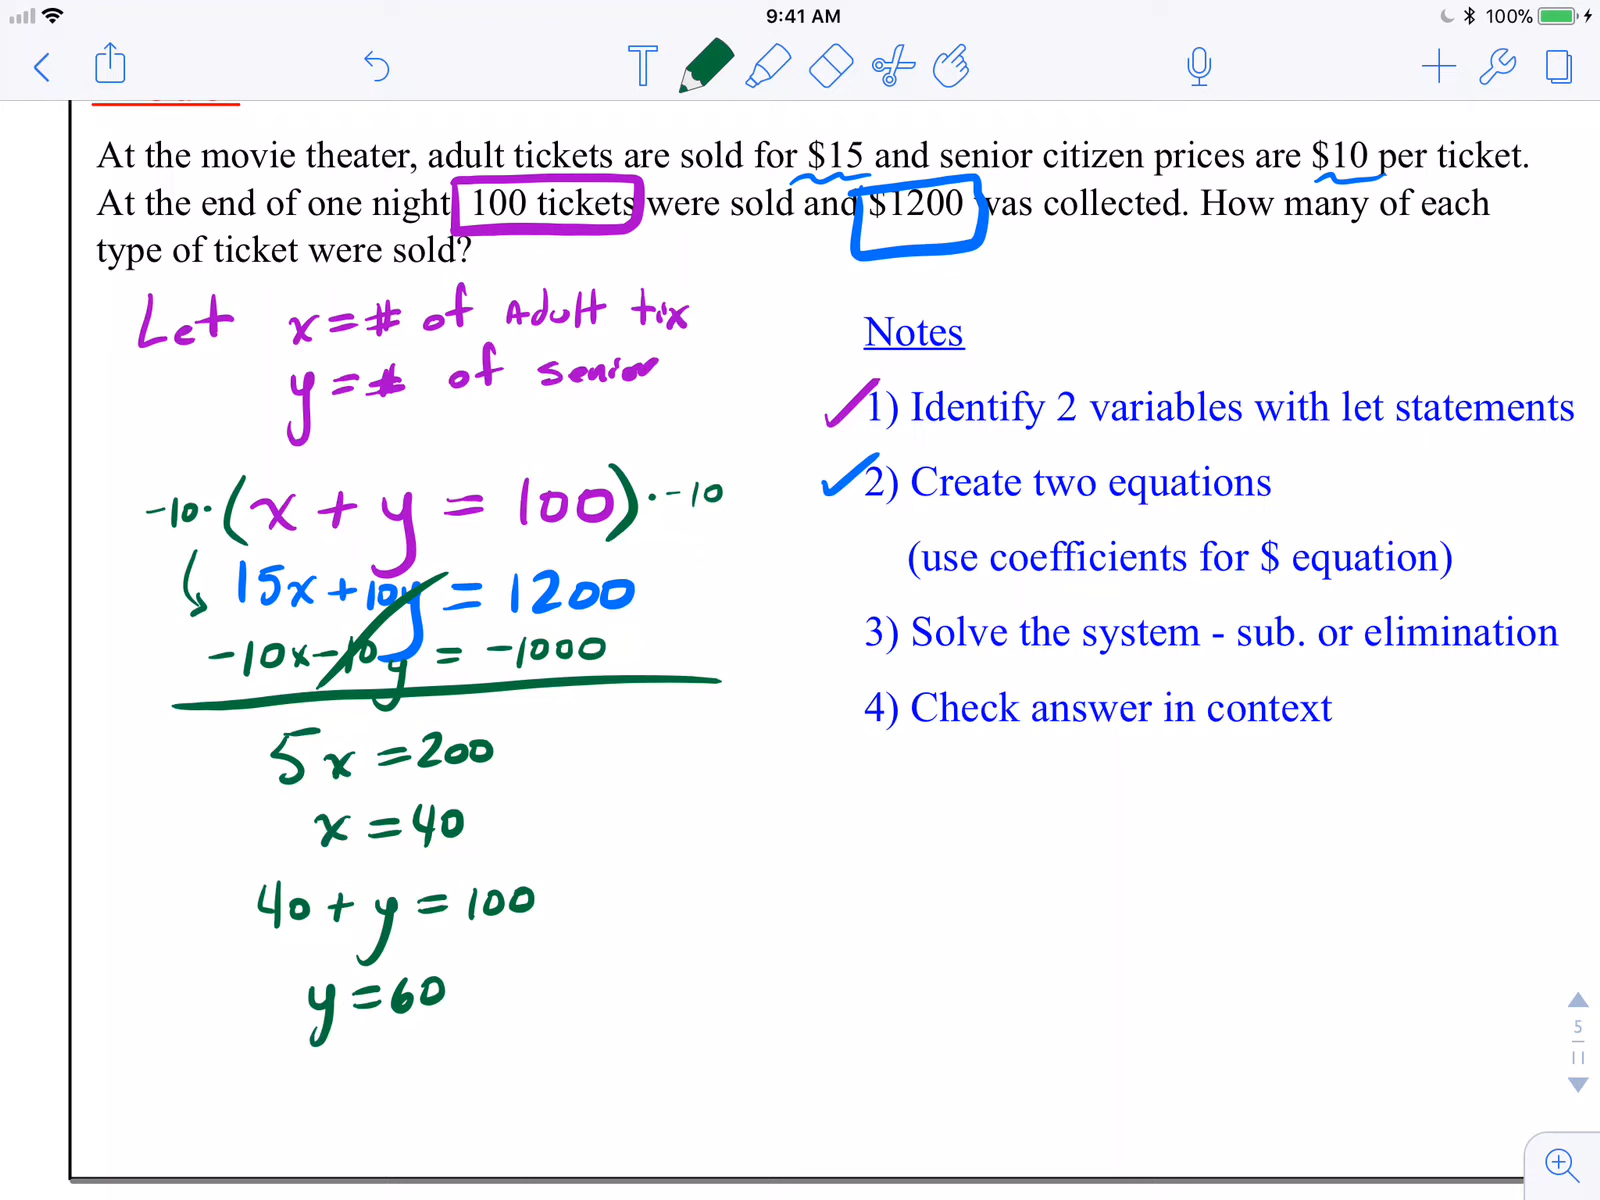 9:41 AM
100%
T
At the movie theater, adult tickets are sold for $15 and senior citizen prices are $10 per ticket.
At the end of one night 100 tickets were sold and $1200 was collected. How many of each
type of ticket were sold?
Let x = # of Adult tix
y = # of senior
-10·(x + y = 100)·-10
15x + 10y = 1200
-10x - 10y = -1000
5x = 200
x = 40
40 + y = 100
y = 60
Notes
1) Identify 2 variables with let statements
2) Create two equations
(use coefficients for $ equation)
3) Solve the system - sub. or elimination
4) Check answer in context
5
11